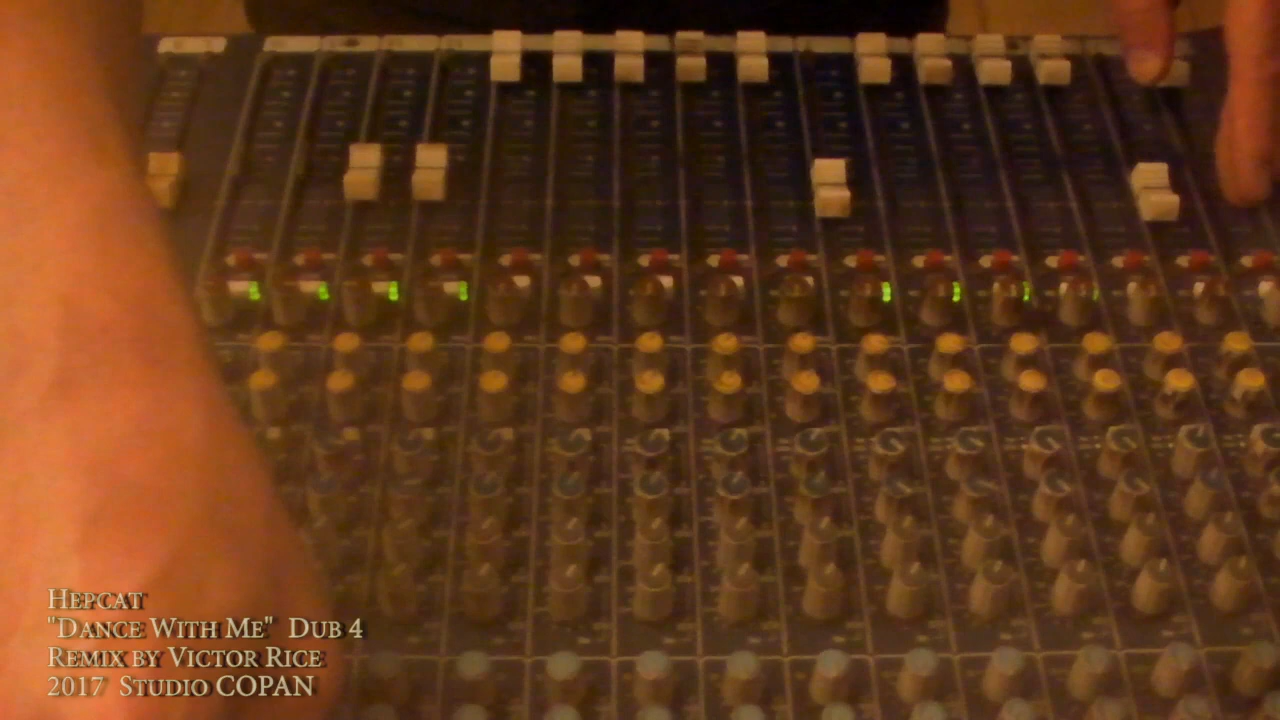 Hepcat
"Dance With Me" Dub 4
Remix by Victor Rice
2017 Studio COPAN